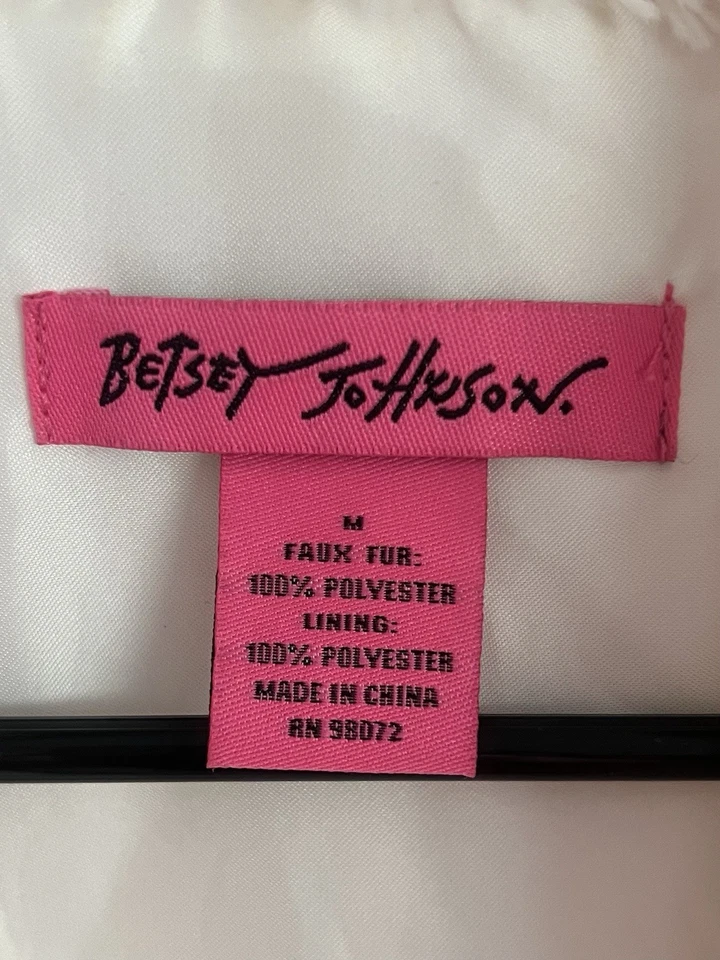 BETSEY JOHNSON.
M
FAUX FUR:
100% POLYESTER
LINING:
100% POLYESTER
MADE IN CHINA
RN 98072